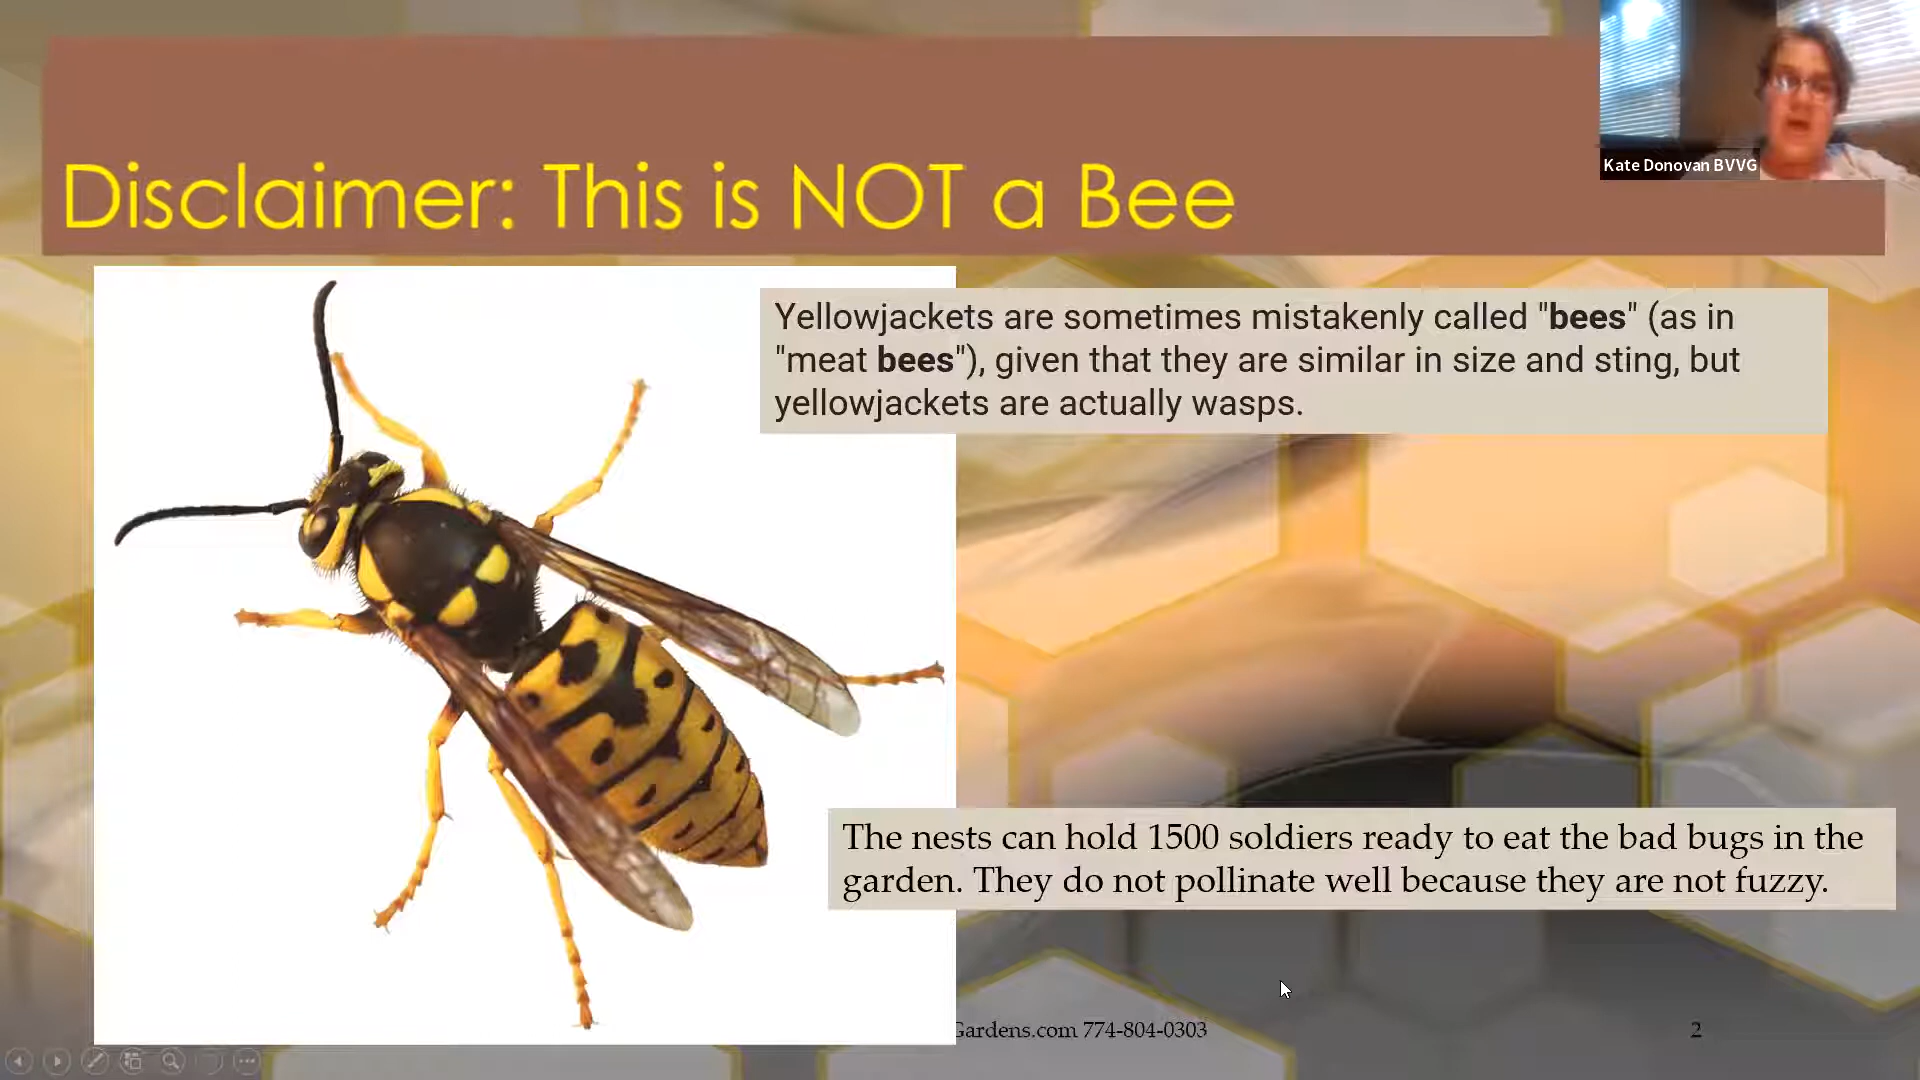 Kate Donovan BVVG
Disclaimer: This is NOT a Bee
Yellowjackets are sometimes mistakenly called "bees" (as in
"meat bees"), given that they are similar in size and sting, but
yellowjackets are actually wasps.
The nests can hold 1500 soldiers ready to eat the bad bugs in the
garden. They do not pollinate well because they are not fuzzy.
Gardens.com 774-804-0303
2